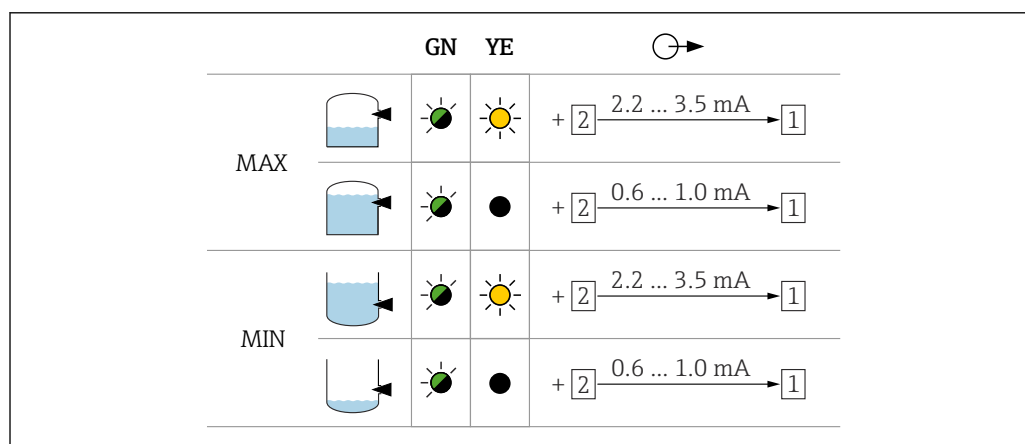 GN YE
MAX
+ 2 2.2 ... 3.5 mA 1
+ 2 0.6 ... 1.0 mA 1
MIN
+ 2 2.2 ... 3.5 mA 1
+ 2 0.6 ... 1.0 mA 1